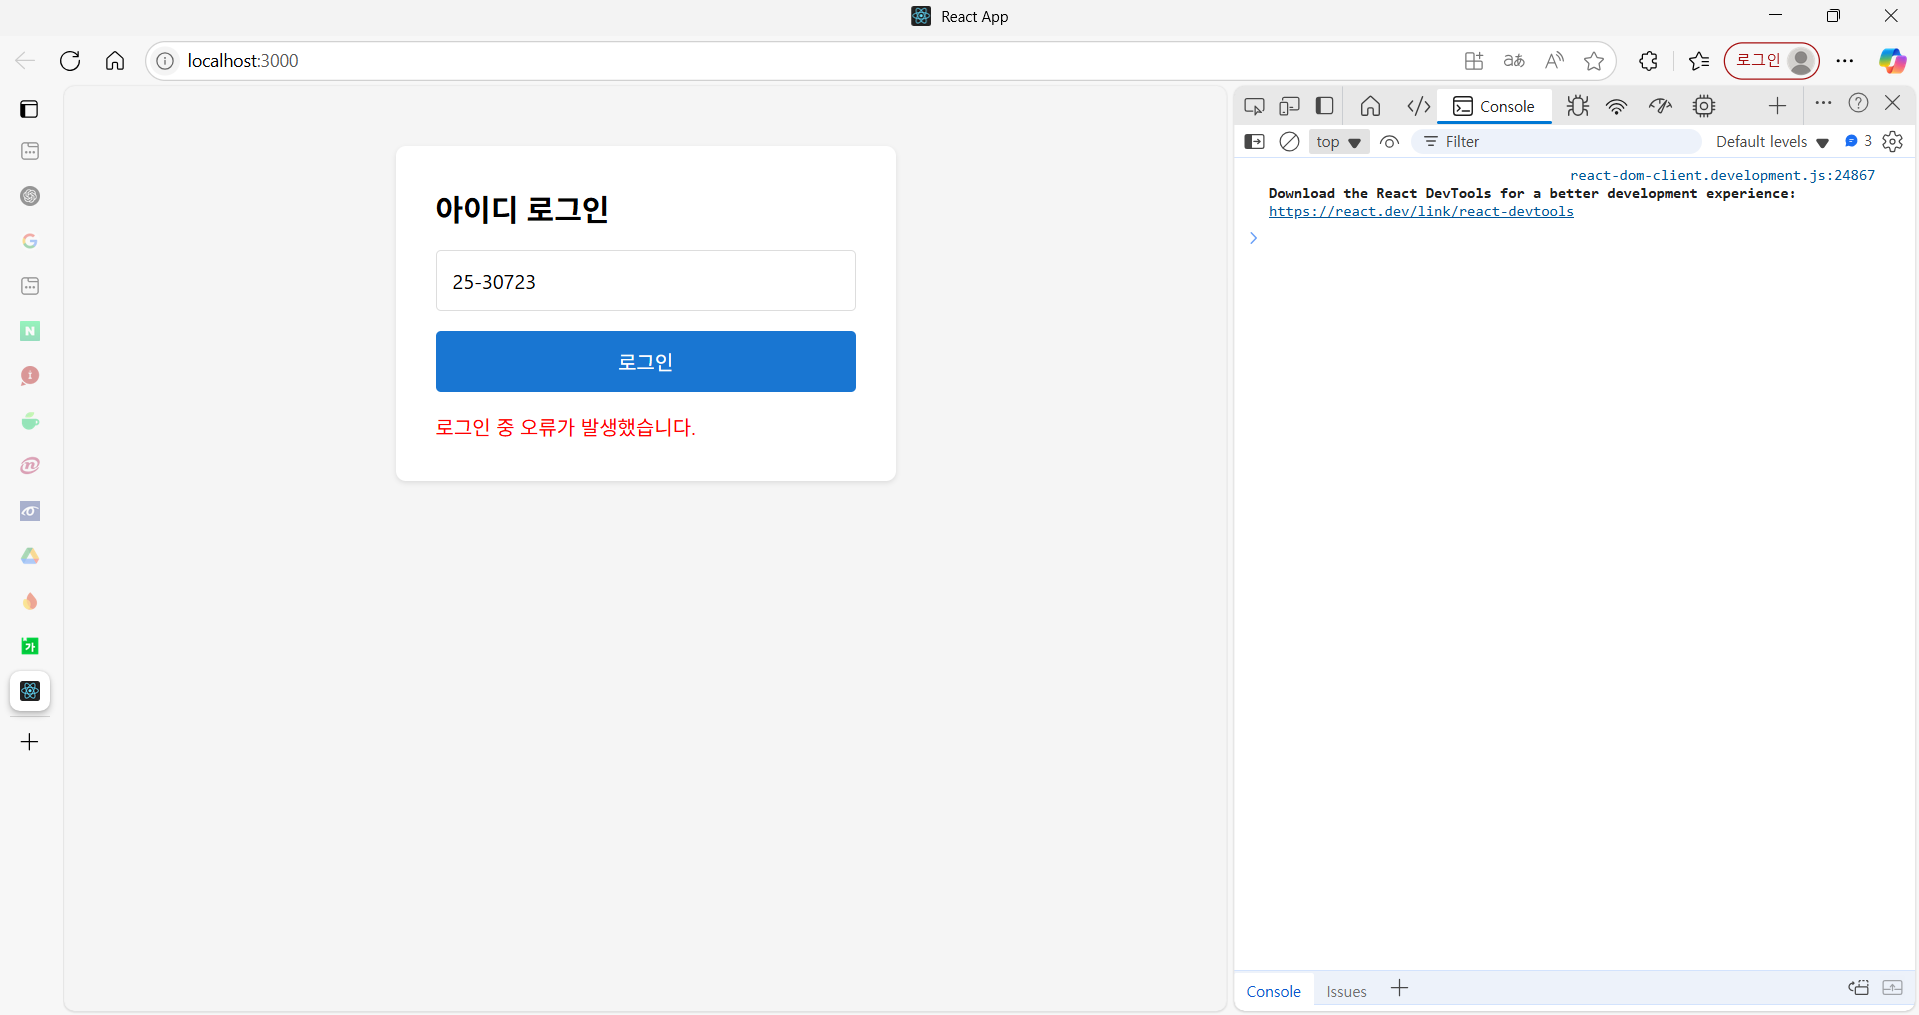 React App
localhost:3000
aあ
로그인
Console
top
Filter
Default levels
3
react-dom-client.development.js:24867
Download the React DevTools for a better development experience:
https://react.dev/link/react-devtools
아이디 로그인
25-30723
로그인
로그인 중 오류가 발생했습니다.
N
가
Console
Issues